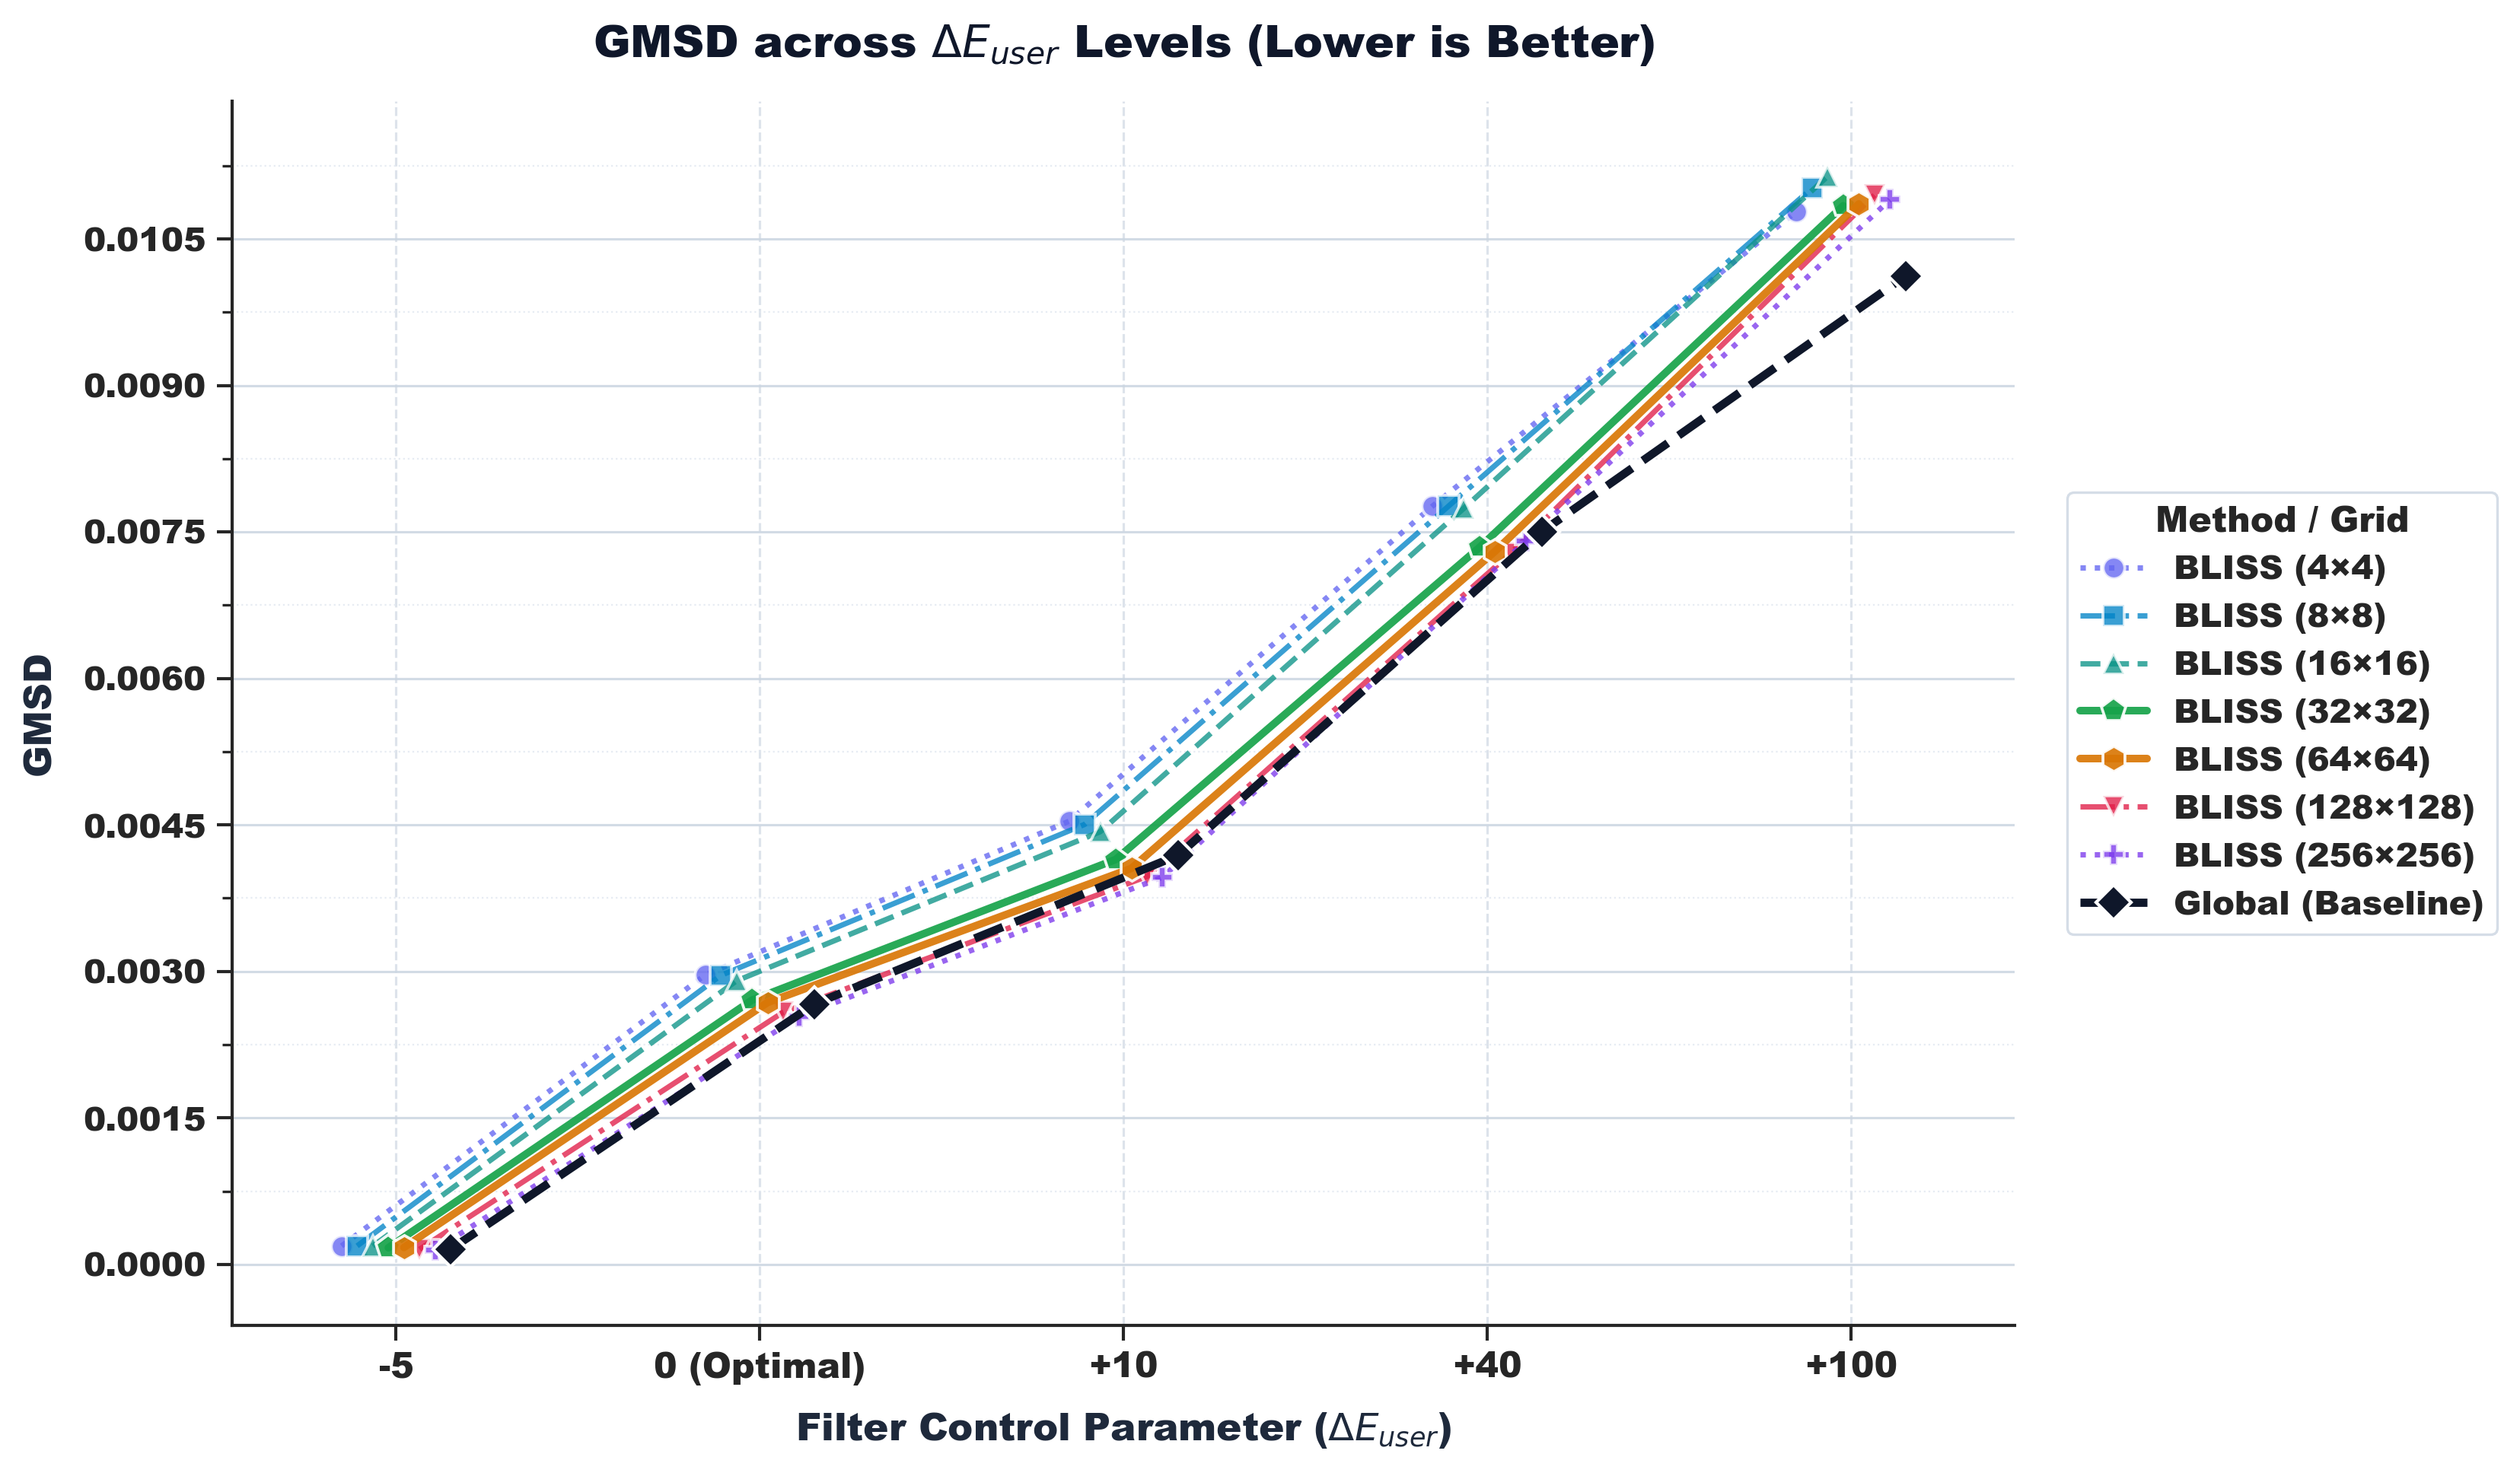 GMSD across ΔE_user Levels (Lower is Better)
GMSD
0.0105
0.0090
0.0075
0.0060
0.0045
0.0030
0.0015
0.0000
-5
0 (Optimal)
+10
+40
+100
Filter Control Parameter (ΔE_user)
Method / Grid
BLISS (4×4)
BLISS (8×8)
BLISS (16×16)
BLISS (32×32)
BLISS (64×64)
BLISS (128×128)
BLISS (256×256)
Global (Baseline)